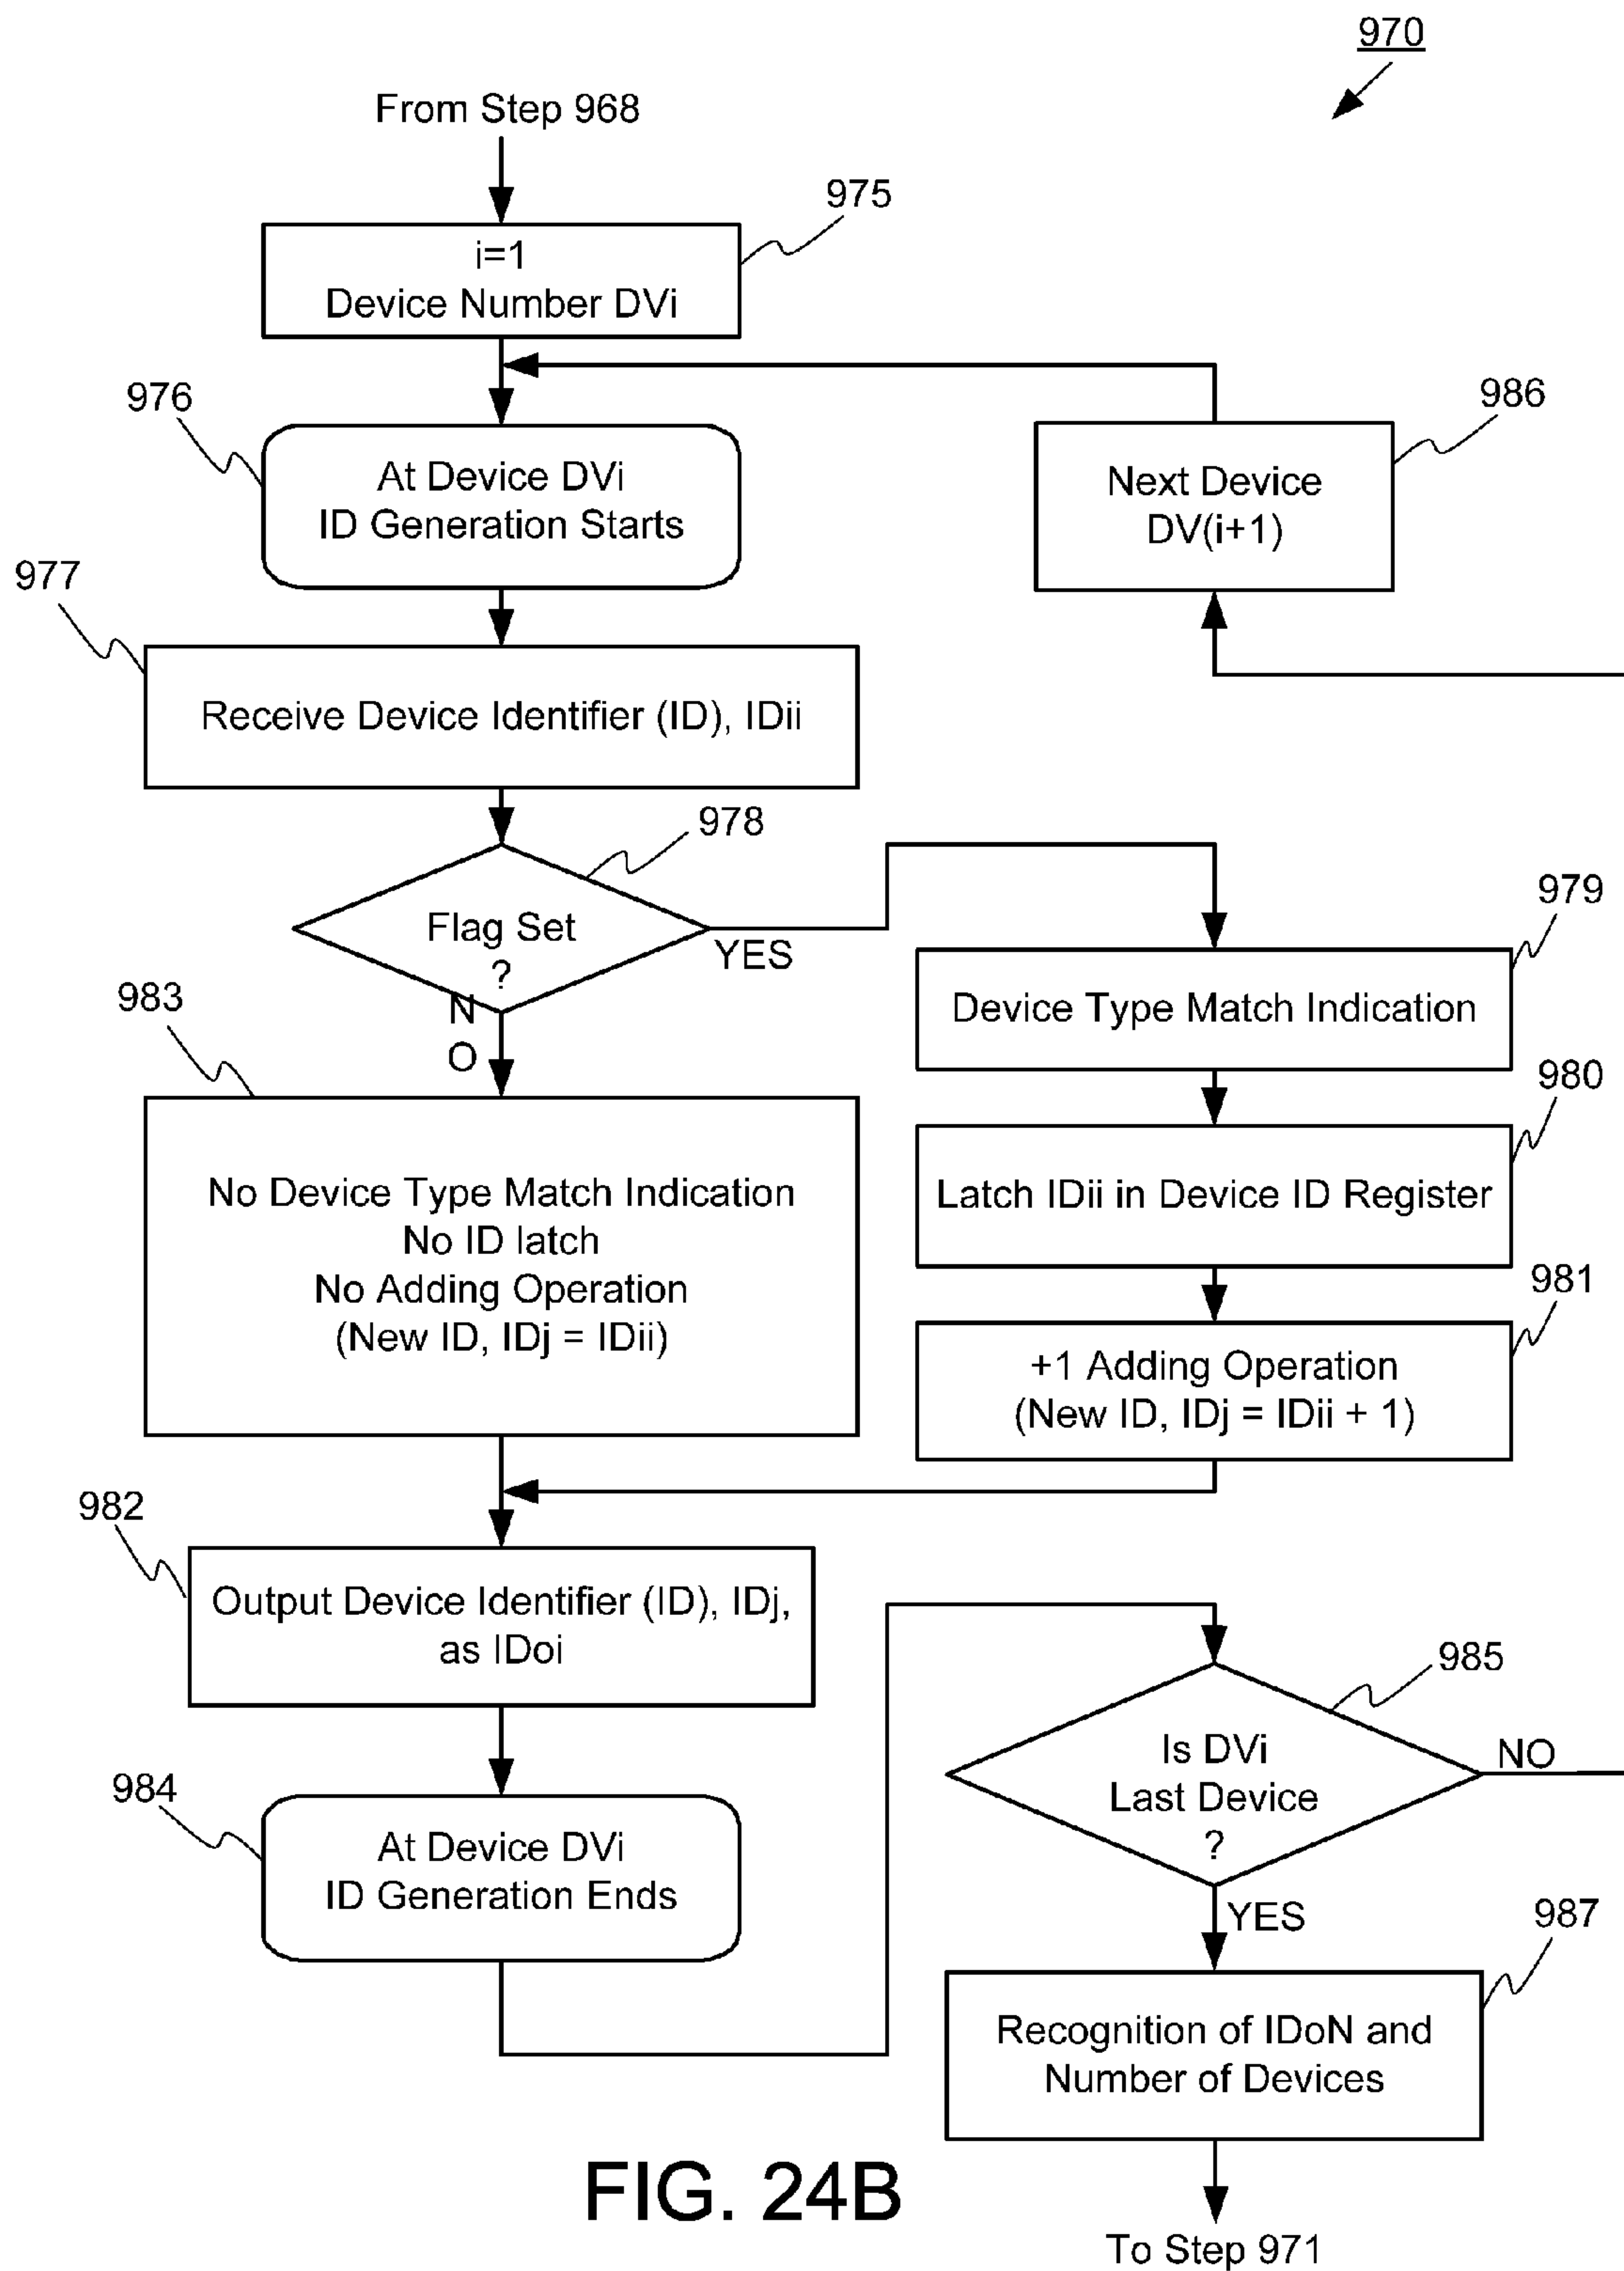 970
From Step 968
975
i=1
Device Number DVi
976
At Device DVi
ID Generation Starts
986
Next Device
DV(i+1)
977
Receive Device Identifier (ID), IDii
978
Flag Set
?
YES
N
O
979
Device Type Match Indication
980
Latch IDii in Device ID Register
981
+1 Adding Operation
(New ID, IDj = IDii + 1)
983
No Device Type Match Indication
No ID latch
No Adding Operation
(New ID, IDj = IDii)
982
Output Device Identifier (ID), IDj,
as IDoi
984
At Device DVi
ID Generation Ends
985
Is DVi
Last Device
?
NO
YES
987
Recognition of IDoN and
Number of Devices
To Step 971
FIG. 24B